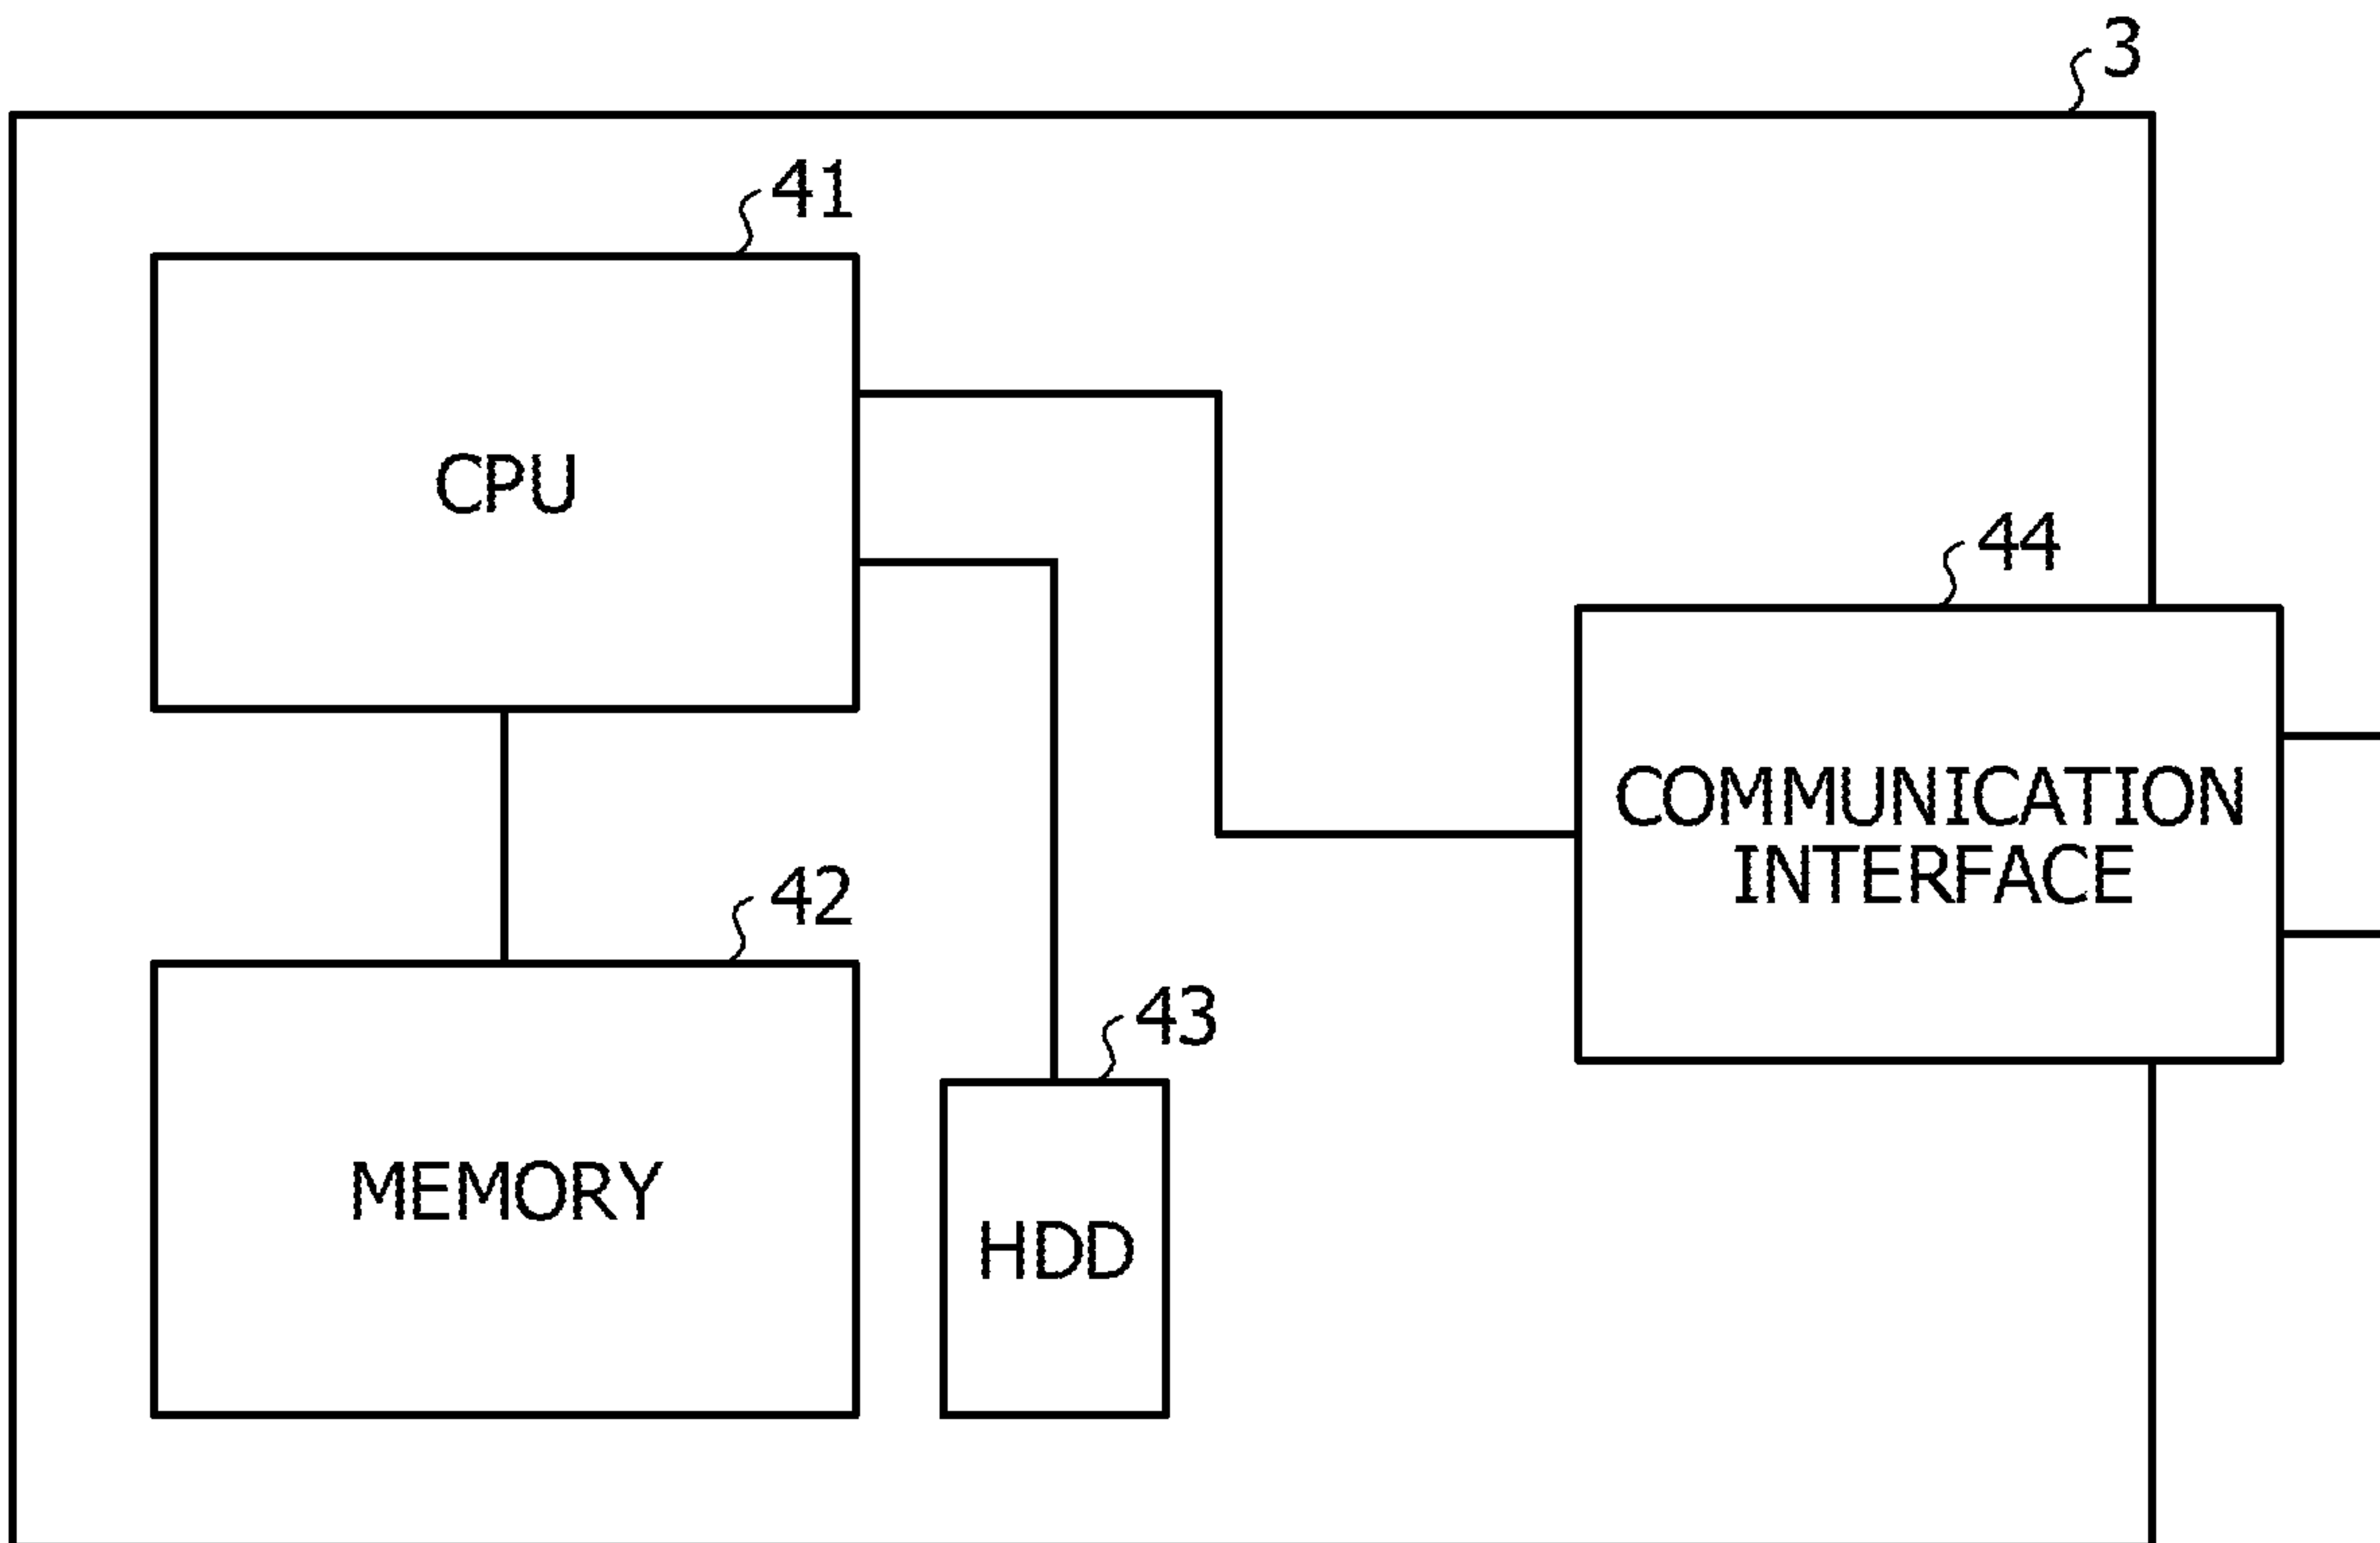 3
41
CPU
44
COMMUNICATION
INTERFACE
42
MEMORY
43
HDD